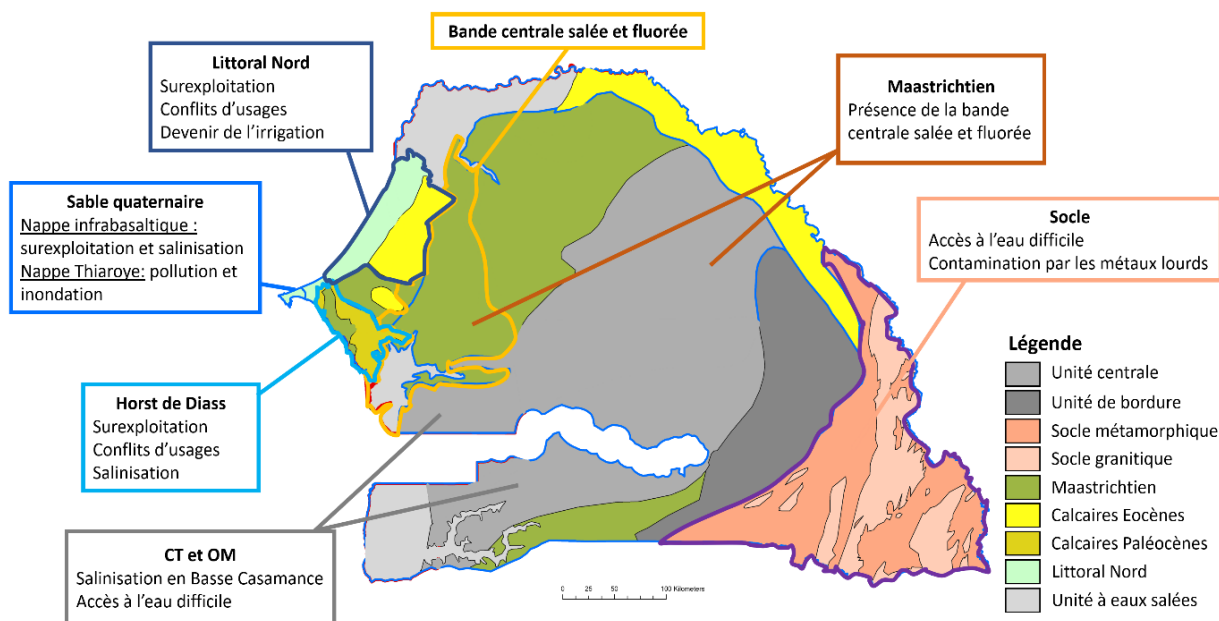 Bande centrale salée et fluorée
Littoral Nord
Surexploitation
Conflits d'usages
Devenir de l'irrigation
Maastrichtien
Présence de la bande
centrale salée et fluorée
Sable quaternaire
Nappe infrabasaltique :
surexploitation et salinisation
Nappe Thiaroye: pollution et
inondation
Socle
Accès à l'eau difficile
Contamination par les métaux lourds
Horst de Diass
Surexploitation
Conflits d'usages
Salinisation
CT et OM
Salinisation en Basse Casamance
Accès à l'eau difficile
0 25 50 100 Kilometers
Légende
Unité centrale
Unité de bordure
Socle métamorphique
Socle granitique
Maastrichtien
Calcaires Eocènes
Calcaires Paléocènes
Littoral Nord
Unité à eaux salées